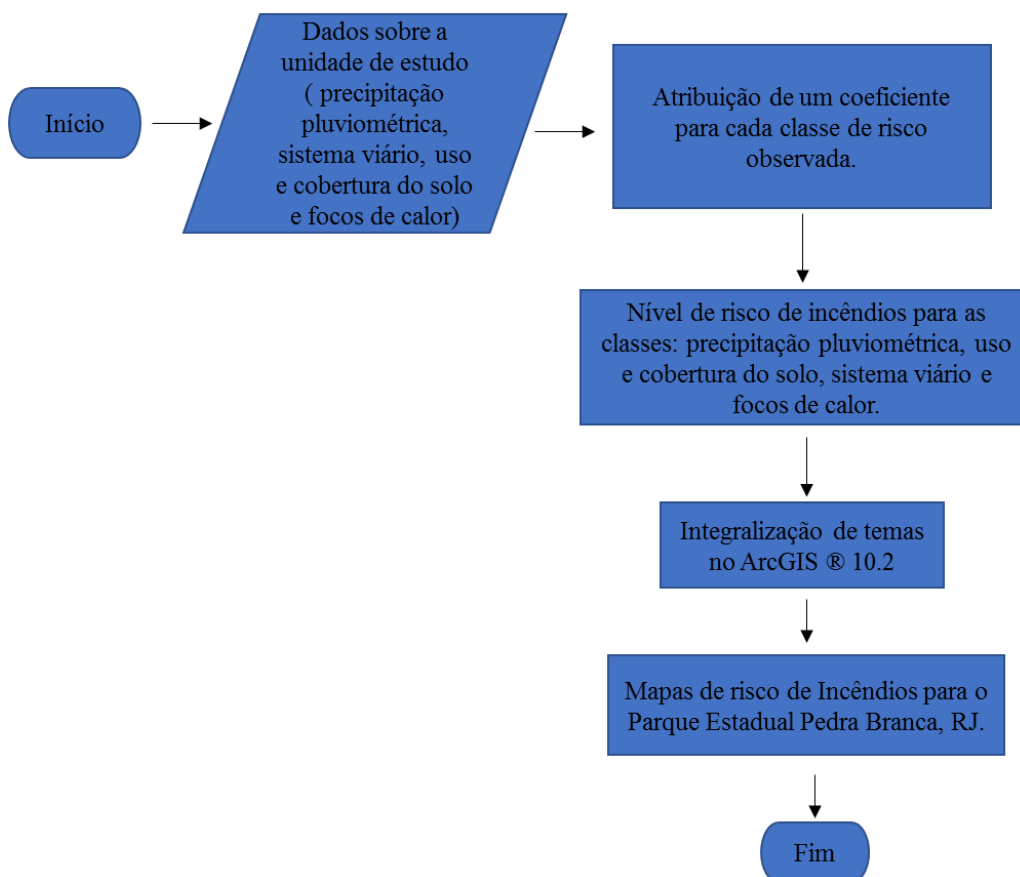 Início
Dados sobre a
unidade de estudo
( precipitação
pluviométrica,
sistema viário, uso
e cobertura do solo
e focos de calor)
Atribuição de um coeficiente
para cada classe de risco
observada.
Nível de risco de incêndios para as
classes: precipitação pluviométrica, uso
e cobertura do solo, sistema viário e
focos de calor.
Integralização de temas
no ArcGIS ® 10.2
Mapas de risco de Incêndios para o
Parque Estadual Pedra Branca, RJ.
Fim